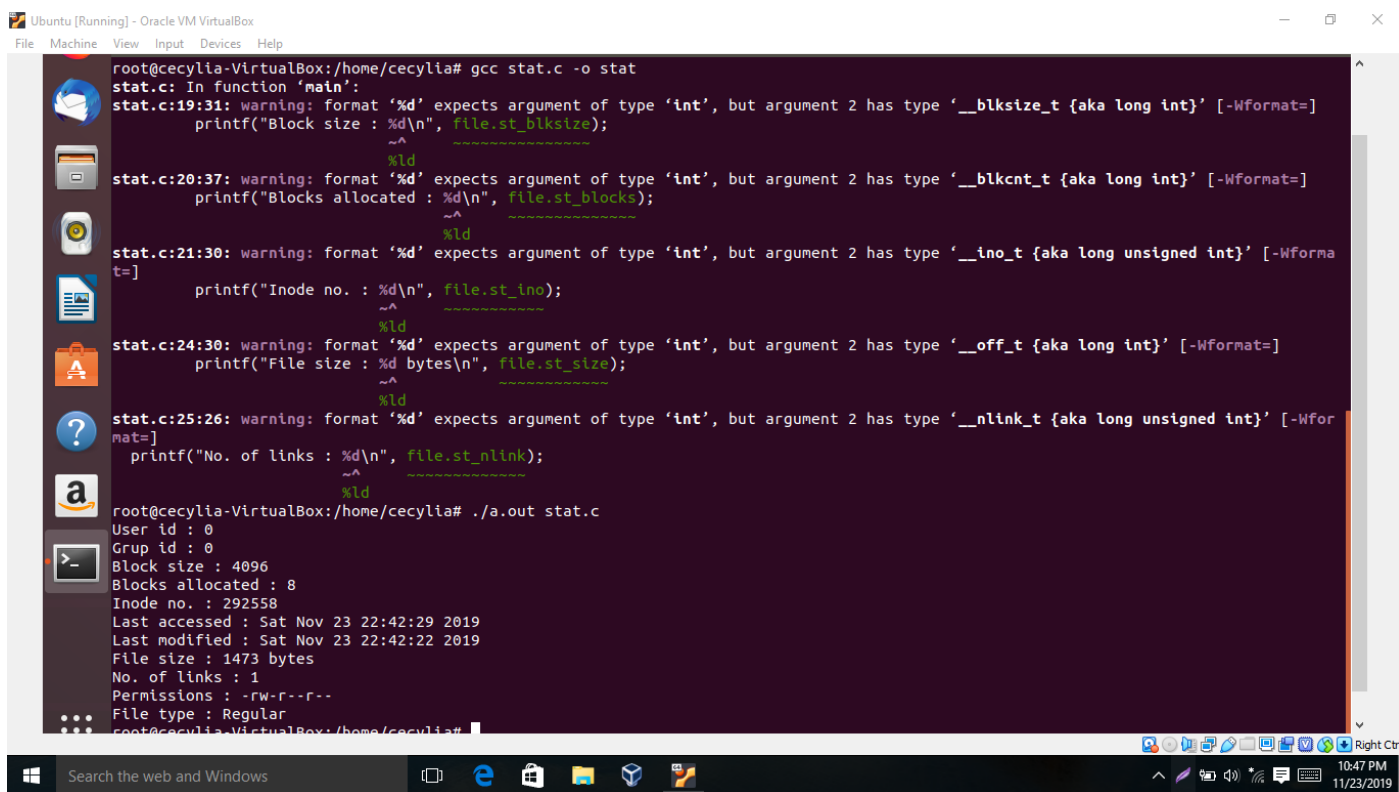 Ubuntu [Running] - Oracle VM VirtualBox
File Machine View Input Devices Help
root@cecylia-VirtualBox:/home/cecylia# gcc stat.c -o stat
stat.c: In function ‘main’:
stat.c:19:31: warning: format ‘%d’ expects argument of type ‘int’, but argument 2 has type ‘__blksize_t {aka long int}’ [-Wformat=]
printf("Block size : %d\n", file.st_blksize);
~^ ~~~~~~~~~~~~~~~
%ld
stat.c:20:37: warning: format ‘%d’ expects argument of type ‘int’, but argument 2 has type ‘__blkcnt_t {aka long int}’ [-Wformat=]
printf("Blocks allocated : %d\n", file.st_blocks);
~^ ~~~~~~~~~~~~~~
%ld
stat.c:21:30: warning: format ‘%d’ expects argument of type ‘int’, but argument 2 has type ‘__ino_t {aka long unsigned int}’ [-Wforma
t=]
printf("Inode no. : %d\n", file.st_ino);
~^ ~~~~~~~~~~~
%ld
stat.c:24:30: warning: format ‘%d’ expects argument of type ‘int’, but argument 2 has type ‘__off_t {aka long int}’ [-Wformat=]
printf("File size : %d bytes\n", file.st_size);
~^ ~~~~~~~~~~~~
%ld
stat.c:25:26: warning: format ‘%d’ expects argument of type ‘int’, but argument 2 has type ‘__nlink_t {aka long unsigned int}’ [-Wfor
mat=]
printf("No. of links : %d\n", file.st_nlink);
~^ ~~~~~~~~~~~~~
%ld
root@cecylia-VirtualBox:/home/cecylia# ./a.out stat.c
User id : 0
Grup id : 0
Block size : 4096
Blocks allocated : 8
Inode no. : 292558
Last accessed : Sat Nov 23 22:42:29 2019
Last modified : Sat Nov 23 22:42:22 2019
File size : 1473 bytes
No. of links : 1
Permissions : -rw-r--r--
File type : Regular
root@cecylia-VirtualBox:/home/cecylia#
Right Ctr
Search the web and Windows
10:47 PM
11/23/2019